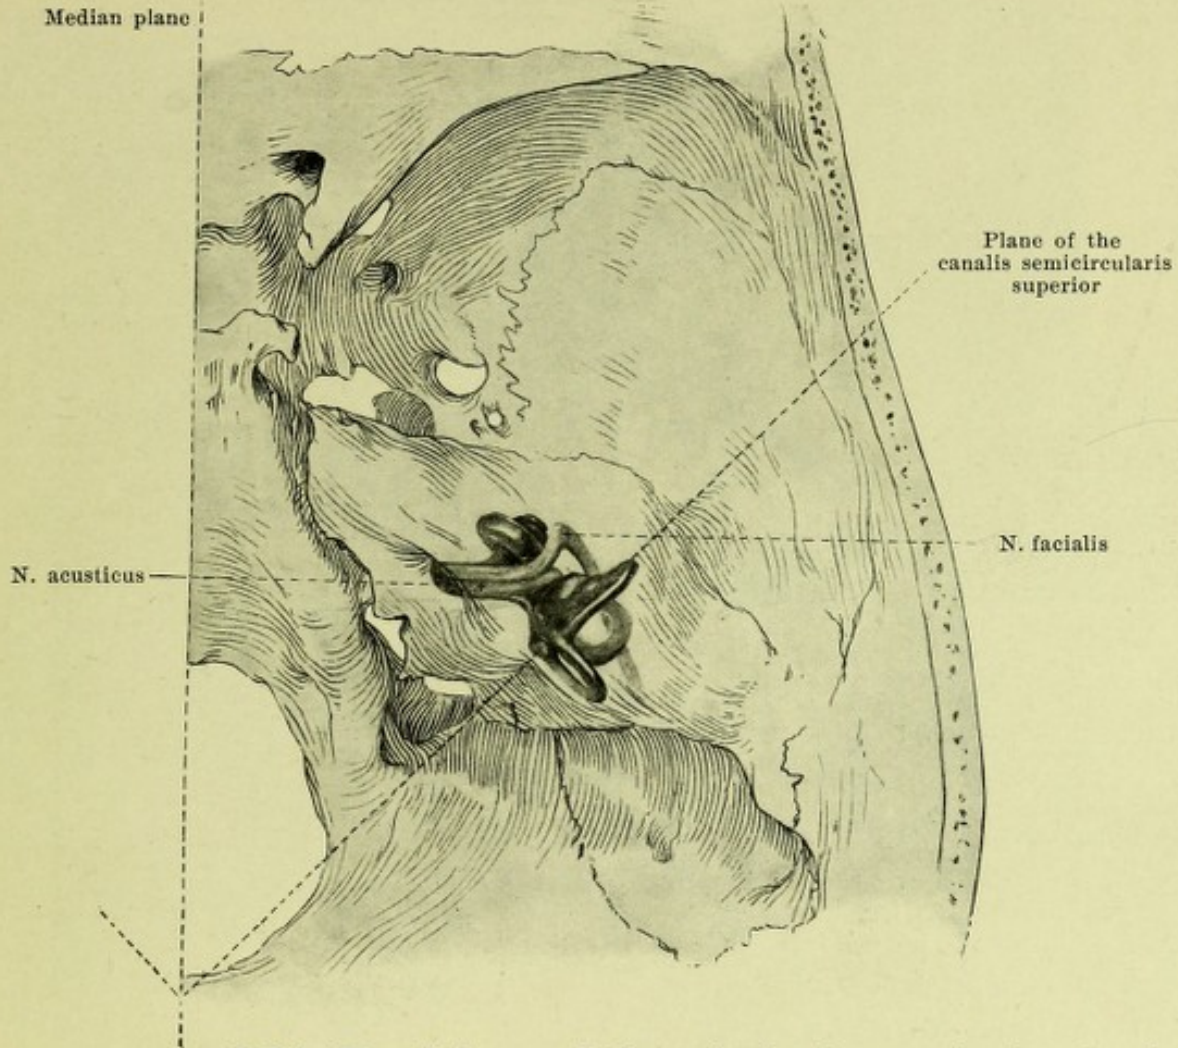 Median plane
Plane of the
canalis semicircularis
superior
N. facialis
N. acusticus